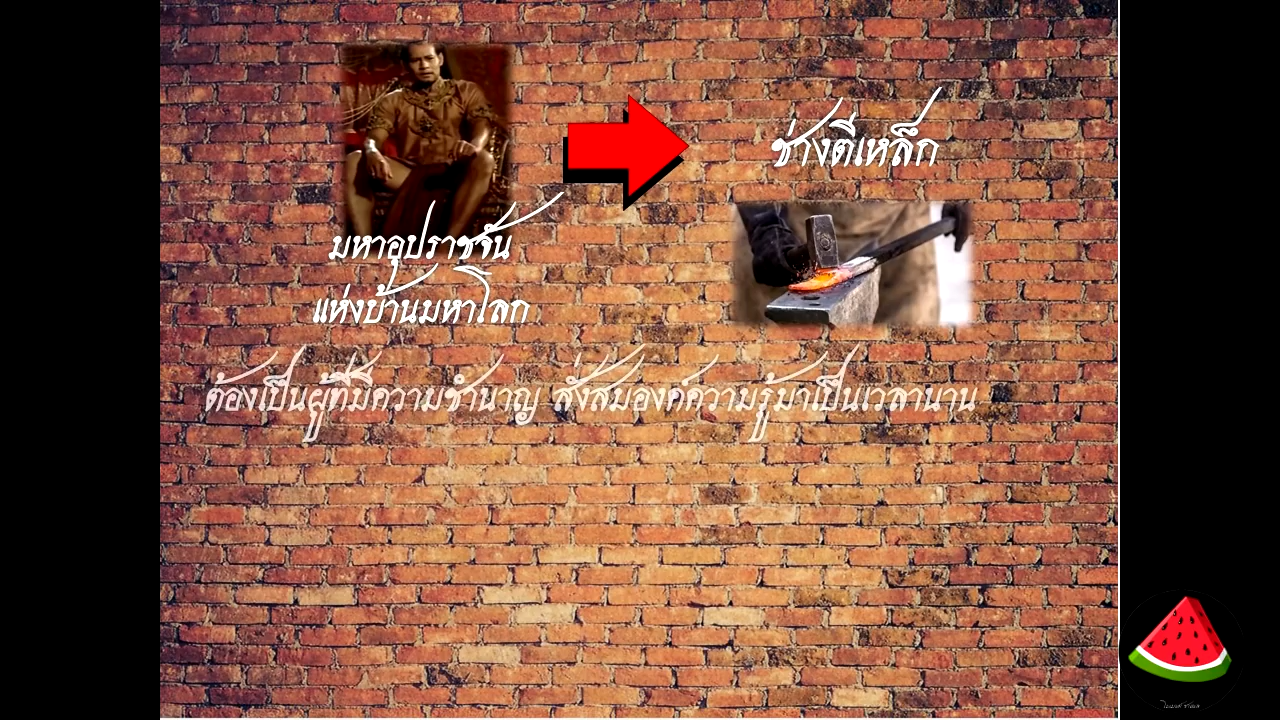 มหาอุปราชจัน
แห่งบ้านมหาโลก
ช่างตีเหล็ก
ต้องเป็นผู้ที่มีความชำนาญ สั่งสมองค์ความรู้มาเป็นเวลานาน